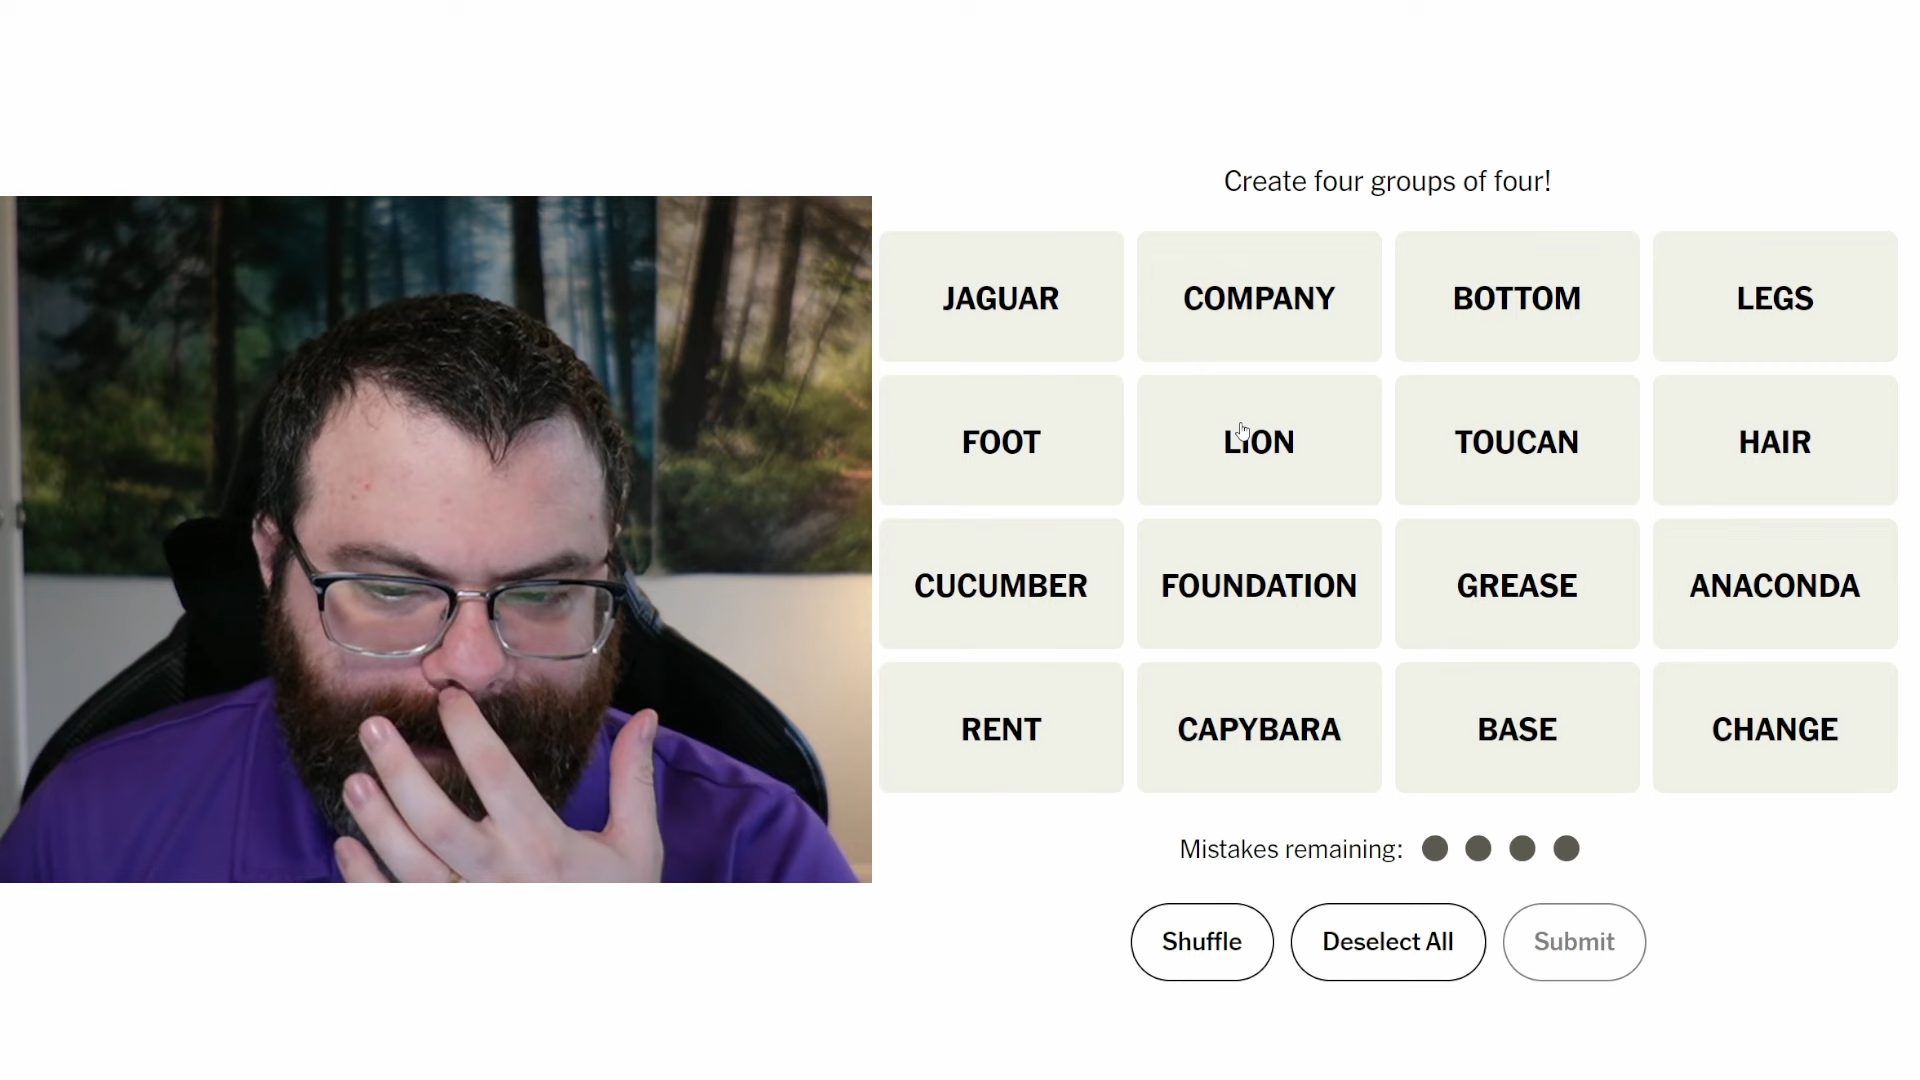 Create four groups of four!
JAGUAR COMPANY BOTTOM LEGS
FOOT LION TOUCAN HAIR
CUCUMBER FOUNDATION GREASE ANACONDA
RENT CAPYBARA BASE CHANGE
Mistakes remaining:
Shuffle Deselect All Submit